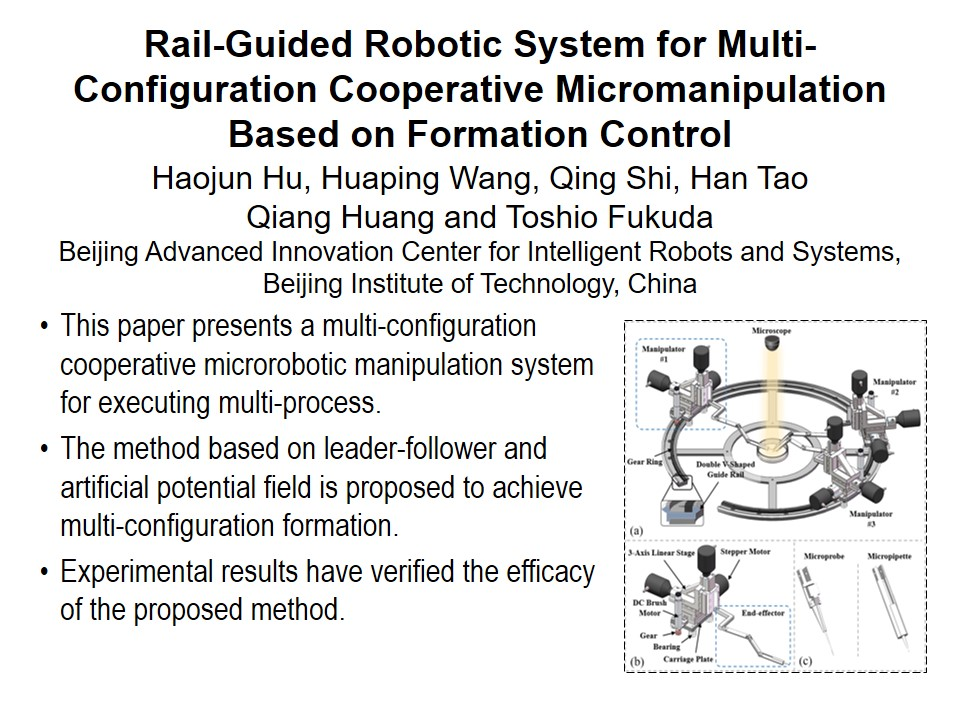 Rail-Guided Robotic System for Multi-
Configuration Cooperative Micromanipulation
Based on Formation Control
Haojun Hu, Huaping Wang, Qing Shi, Han Tao
Qiang Huang and Toshio Fukuda
Beijing Advanced Innovation Center for Intelligent Robots and Systems,
Beijing Institute of Technology, China
• This paper presents a multi-configuration
cooperative microrobotic manipulation system
for executing multi-process.
• The method based on leader-follower and
artificial potential field is proposed to achieve
multi-configuration formation.
• Experimental results have verified the efficacy
of the proposed method.
Microscope
Manipulator
#1
Manipulator
#2
Gear Ring
Double V-Shaped
Guide Rail
Manipulator
#3
(a)
3-Axis Linear Stage
Stepper Motor
DC Brush
Motor
End-effector
Gear
Bearing
Carriage Plate
(b)
Microprobe
Micropipette
(c)